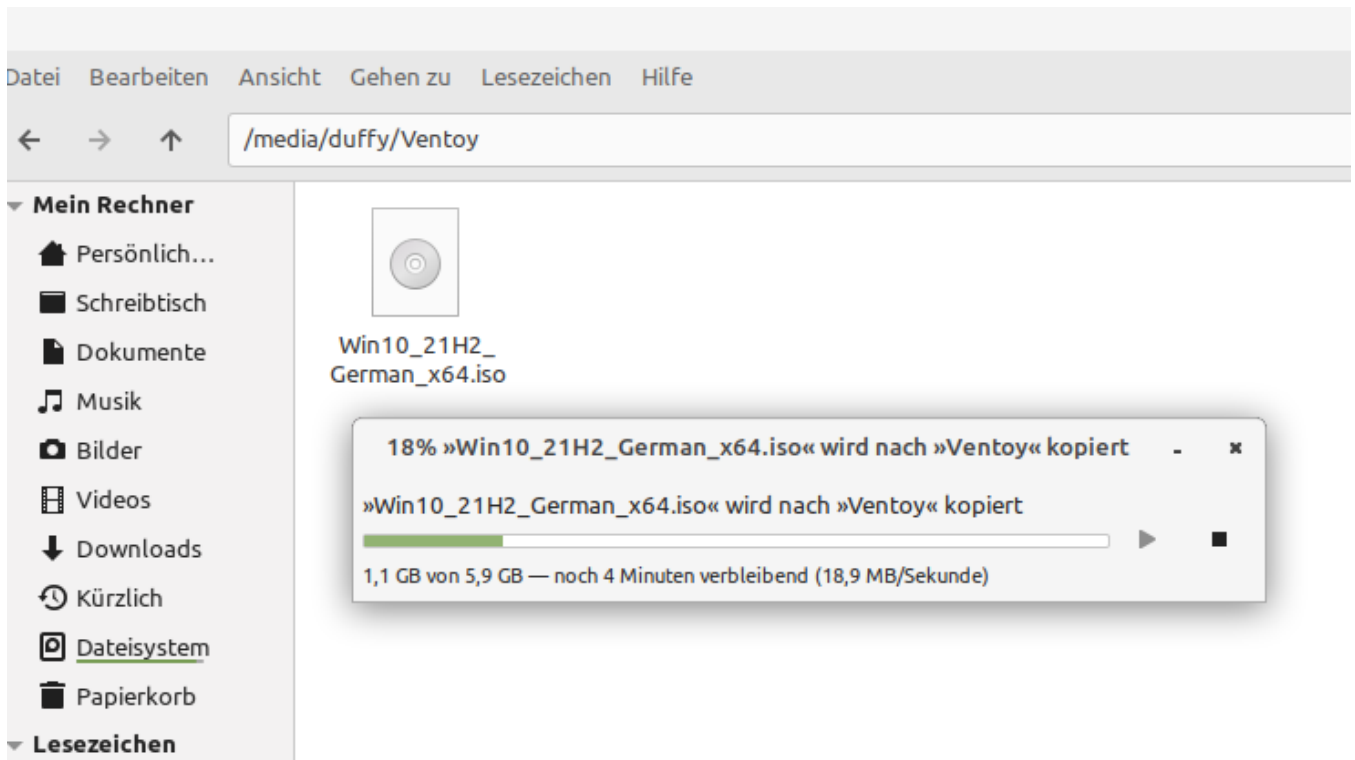 Datei Bearbeiten Ansicht Gehen zu Lesezeichen Hilfe
/media/duffy/Ventoy
Mein Rechner
Persönlich...
Schreibtisch
Dokumente
Musik
Bilder
Videos
Downloads
Kürzlich
Dateisystem
Papierkorb
Lesezeichen
Win10_21H2_
German_x64.iso
18% »Win10_21H2_German_x64.iso« wird nach »Ventoy« kopiert
»Win10_21H2_German_x64.iso« wird nach »Ventoy« kopiert
1,1 GB von 5,9 GB — noch 4 Minuten verbleibend (18,9 MB/Sekunde)